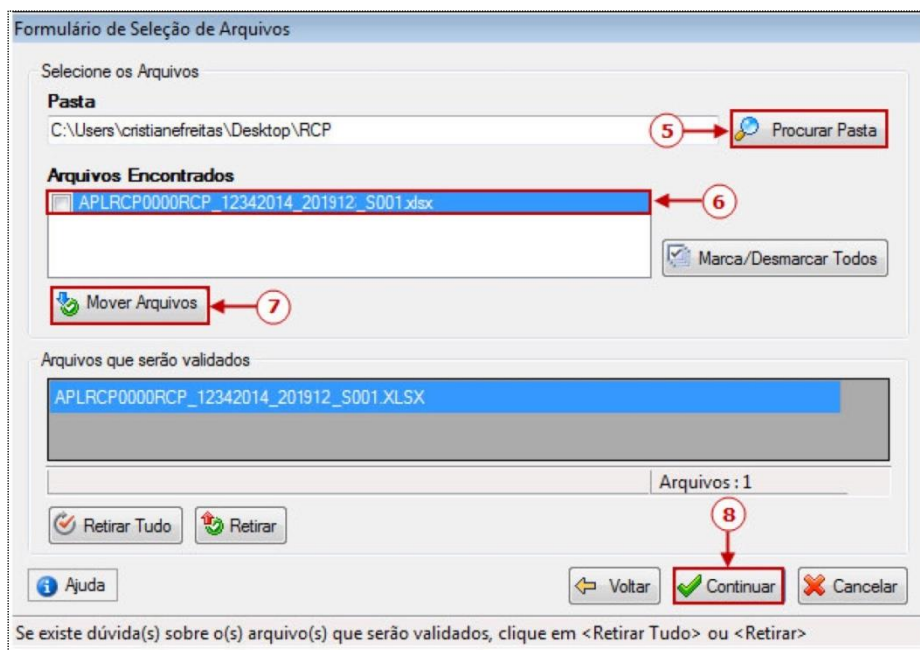 Formulário de Seleção de Arquivos
Selecione os Arquivos
Pasta
C:\Users\cristianefreitas\Desktop\RCP
5
Procurar Pasta
Arquivos Encontrados
APLRCP0000RCP_12342014_201912_S001.xlsx
6
Marca/Desmarcar Todos
Mover Arquivos
7
Arquivos que serão validados
APLRCP0000RCP_12342014_201912_S001.XLSX
Arquivos : 1
8
Retirar Tudo
Retirar
Ajuda
Voltar
Continuar
Cancelar
Se existe dúvida(s) sobre o(s) arquivo(s) que serão validados, clique em <Retirar Tudo> ou <Retirar>